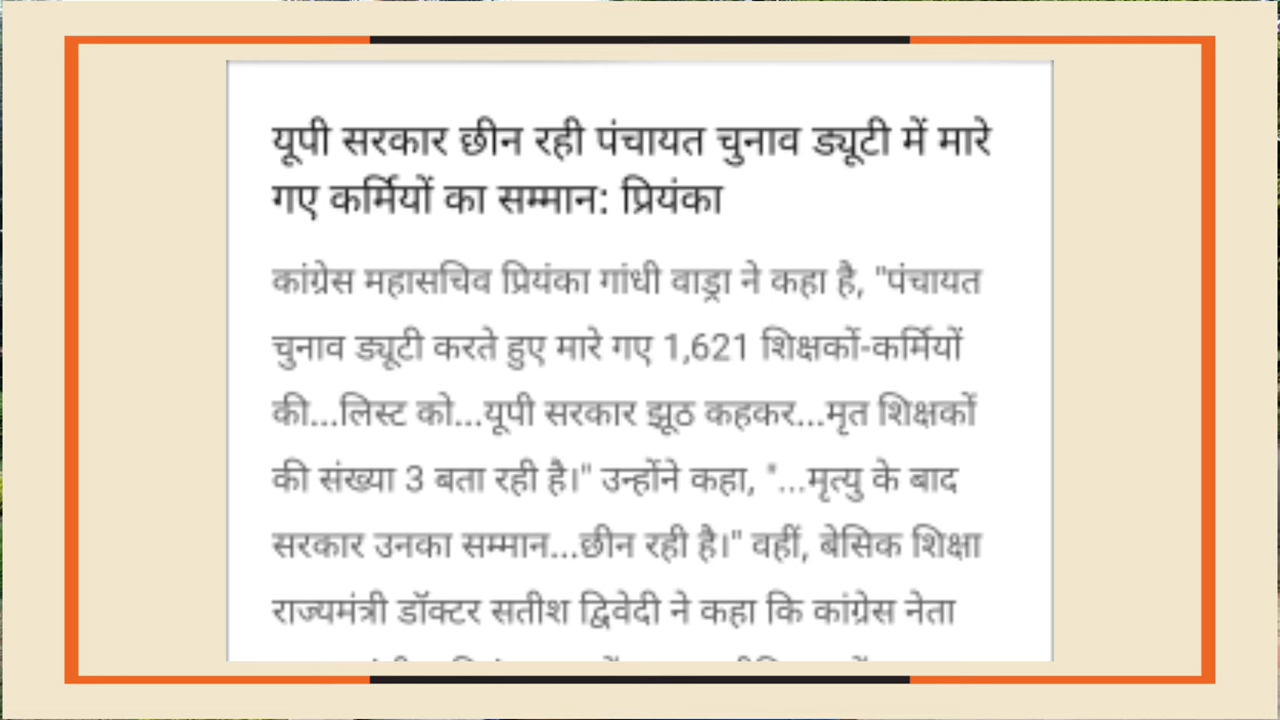 यूपी सरकार छीन रही पंचायत चुनाव ड्यूटी में मारे
गए कर्मियों का सम्मान: प्रियंका
कांग्रेस महासचिव प्रियंका गांधी वाड्रा ने कहा है, "पंचायत
चुनाव ड्यूटी करते हुए मारे गए 1,621 शिक्षकों-कर्मियों
की...लिस्ट को...यूपी सरकार झूठ कहकर...मृत शिक्षकों
की संख्या 3 बता रही है।" उन्होंने कहा, "...मृत्यु के बाद
सरकार उनका सम्मान...छीन रही है।" वहीं, बेसिक शिक्षा
राज्यमंत्री डॉक्टर सतीश द्विवेदी ने कहा कि कांग्रेस नेता